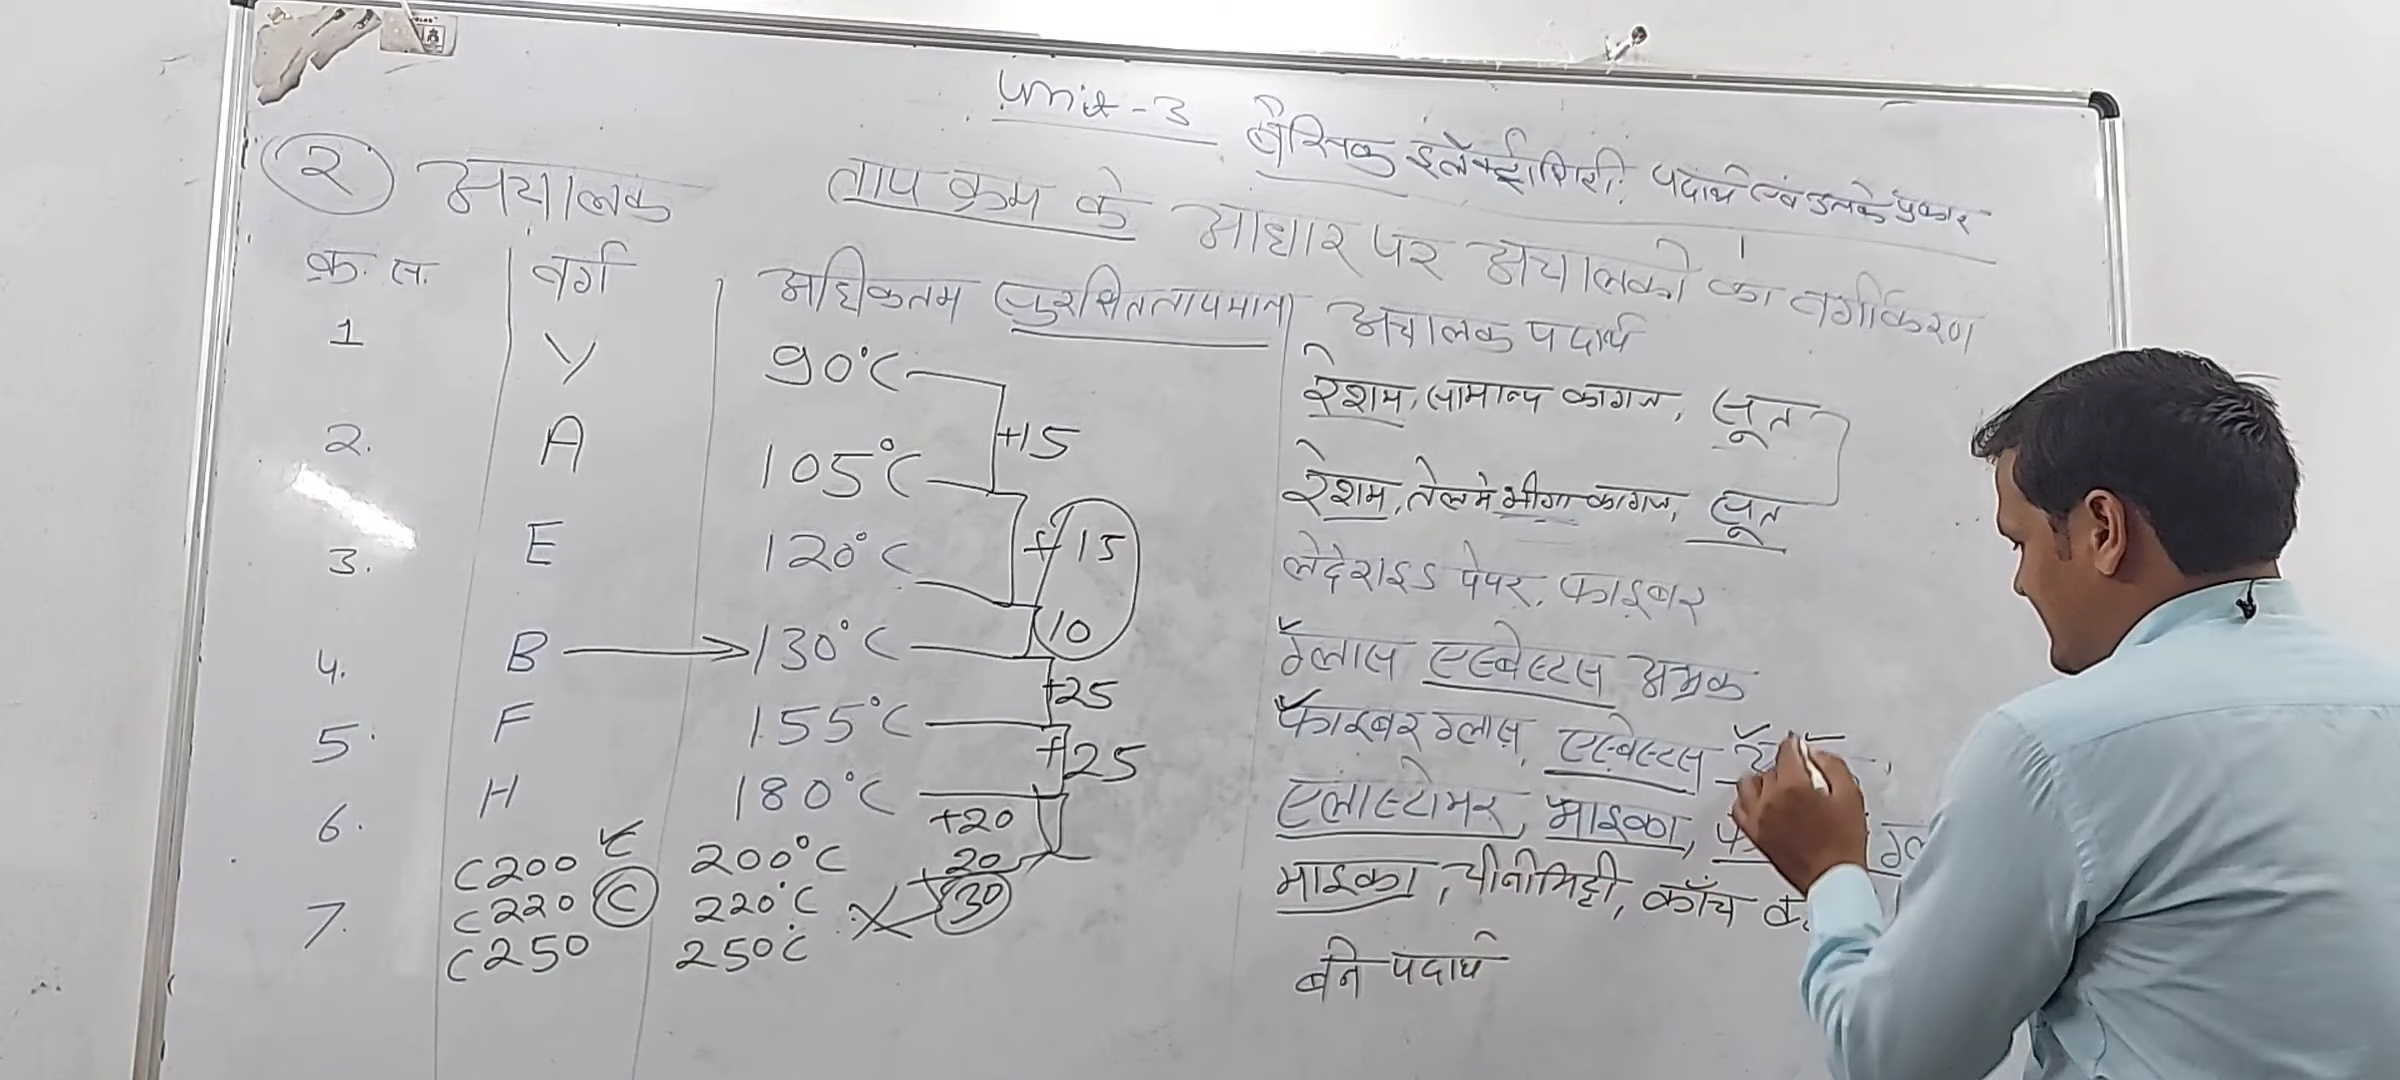 Unit-3 बैसिक इलेक्ट्रीसिटी, पदार्थ एवं उनके प्रकार
२ अचालक ताप क्रम के आधार पर अचालको का वर्गीकरण
क्र. स. वर्ग अधिकतम सुरक्षित तापमान अचालक पदार्थ
1 Y 90°C रेशम, सामान्य कागज, सूत
+15
2. A 105°C रेशम, तेल मे भीगा कागज, सूत
+15
3. E 120°C लेदेराइड पेपर, फाइबर
10
4. B 130°C ग्लास एस्बेस्टस अभ्रक
+25
5. F 155°C फाइबर ग्लास, एस्बेस्टस
+25
6. H 180°C एलास्टोमर, माइका,
+20
7. C C200 200°C माइका, चीनीमिट्टी, काँच
20
C220 220°C
30
C250 250°C बने पदार्थ